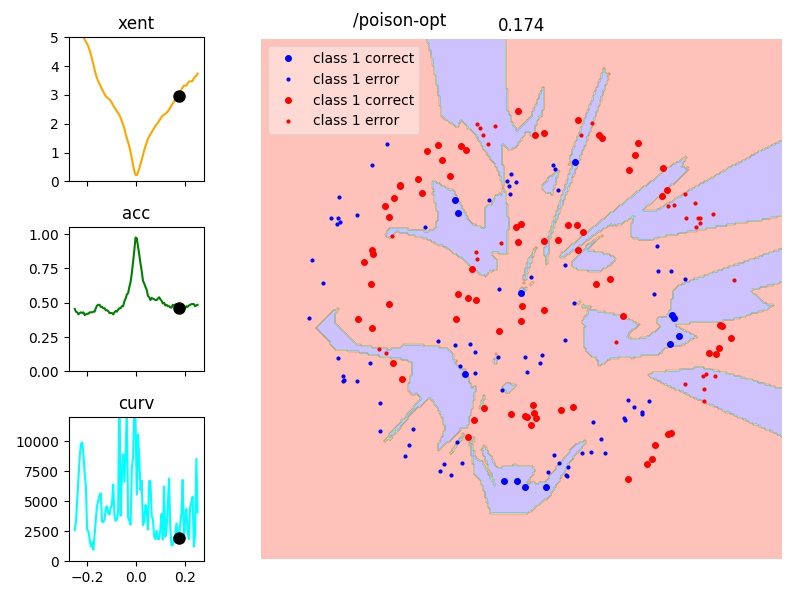 /poison-opt
0.174
xent
5
4
3
2
1
0
acc
1.00
0.75
0.50
0.25
0.00
curv
10000
7500
5000
2500
0
−0.2 0.0 0.2
class 1 correct
class 1 error
class 1 correct
class 1 error